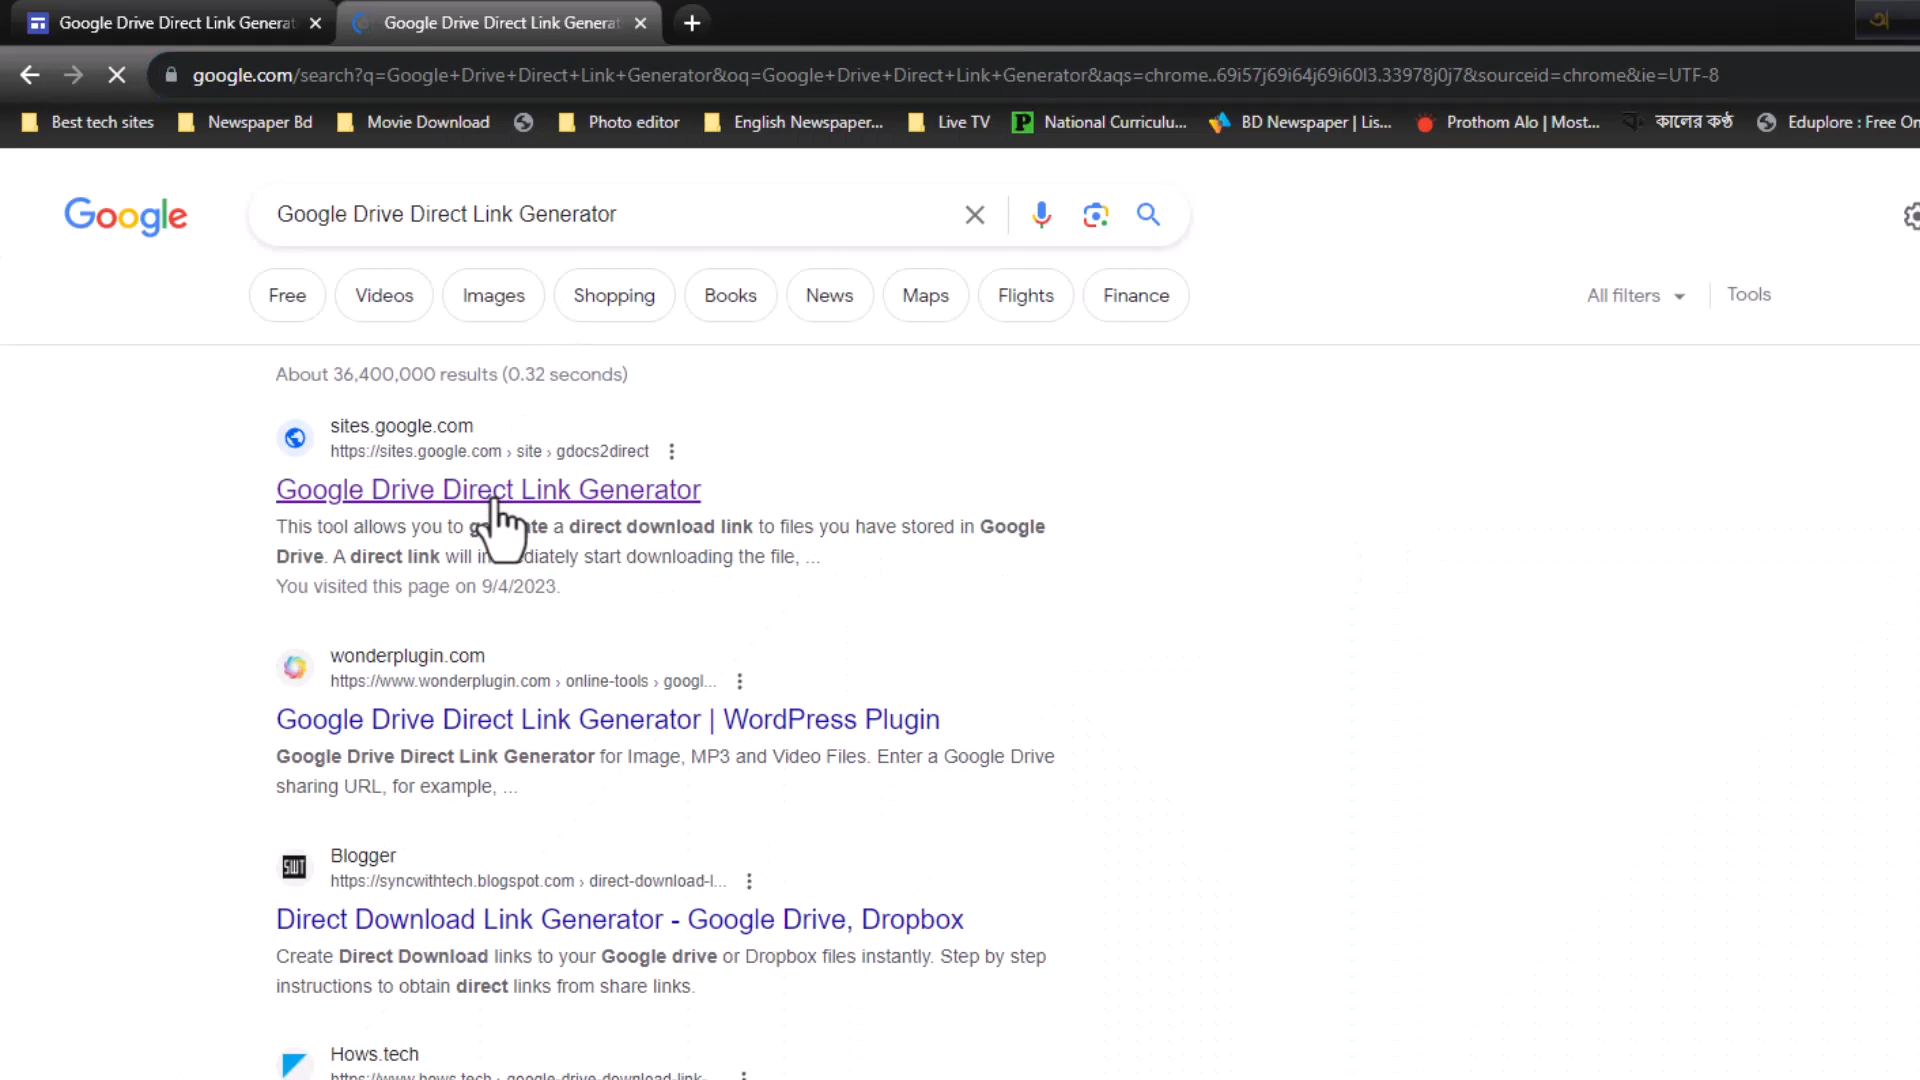 Google Drive Direct Link Generat
Google Drive Direct Link Generat
অ
google.com/search?q=Google+Drive+Direct+Link+Generator&oq=Google+Drive+Direct+Link+Generator&aqs=chrome..69i57j69i64j69i60l3.33978j0j7&sourceid=chrome&ie=UTF-8
Best tech sites Newspaper Bd Movie Download Photo editor English Newspaper... Live TV National Curriculu... BD Newspaper | Lis... Prothom Alo | Most... কালের কণ্ঠ Eduplore : Free On
Google
Google Drive Direct Link Generator
Free Videos Images Shopping Books News Maps Flights Finance All filters Tools
About 36,400,000 results (0.32 seconds)
sites.google.com
https://sites.google.com › site › gdocs2direct
Google Drive Direct Link Generator
This tool allows you to te a direct download link to files you have stored in Google
Drive. A direct link will diately start downloading the file, ...
You visited this page on 9/4/2023.
wonderplugin.com
https://www.wonderplugin.com › online-tools › googl...
Google Drive Direct Link Generator | WordPress Plugin
Google Drive Direct Link Generator for Image, MP3 and Video Files. Enter a Google Drive
sharing URL, for example, ...
SWT
Blogger
https://syncwithtech.blogspot.com › direct-download-l...
Direct Download Link Generator - Google Drive, Dropbox
Create Direct Download links to your Google drive or Dropbox files instantly. Step by step
instructions to obtain direct links from share links.
Hows.tech
https://www.hows.tech › google-drive-download-link-...